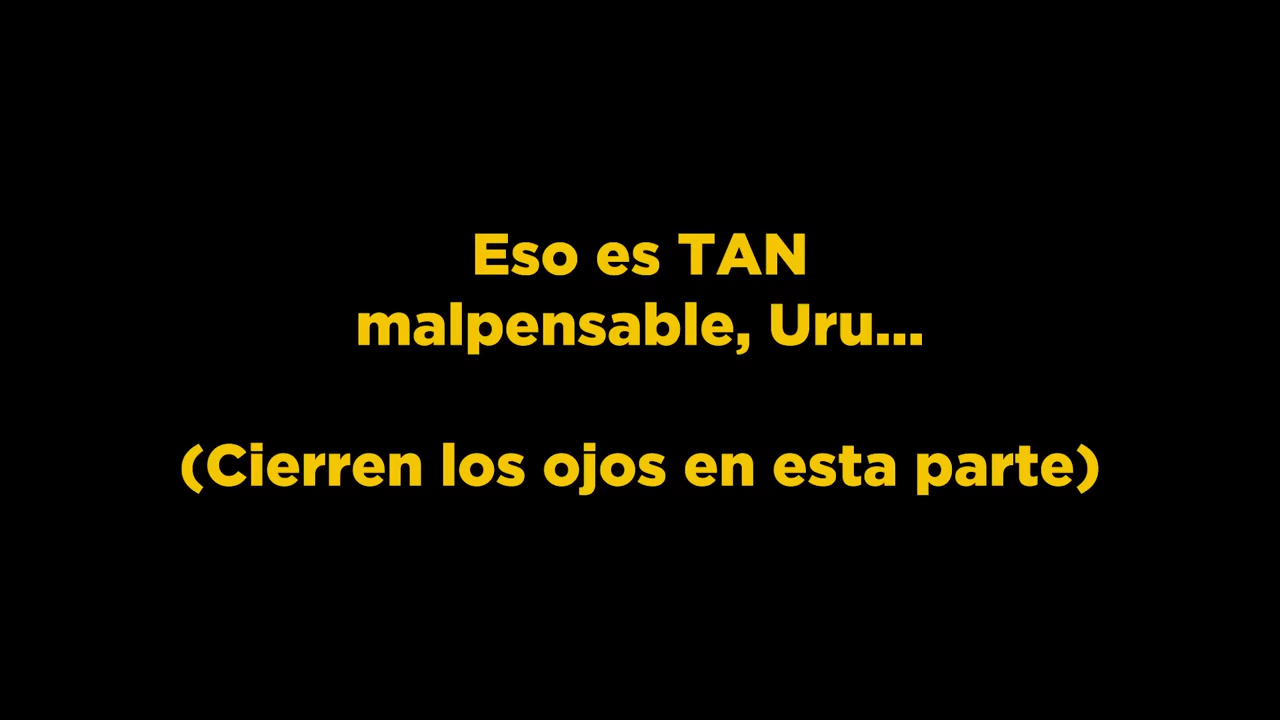 Eso es TAN
malpensable, Uru...
(Cierren los ojos en esta parte)